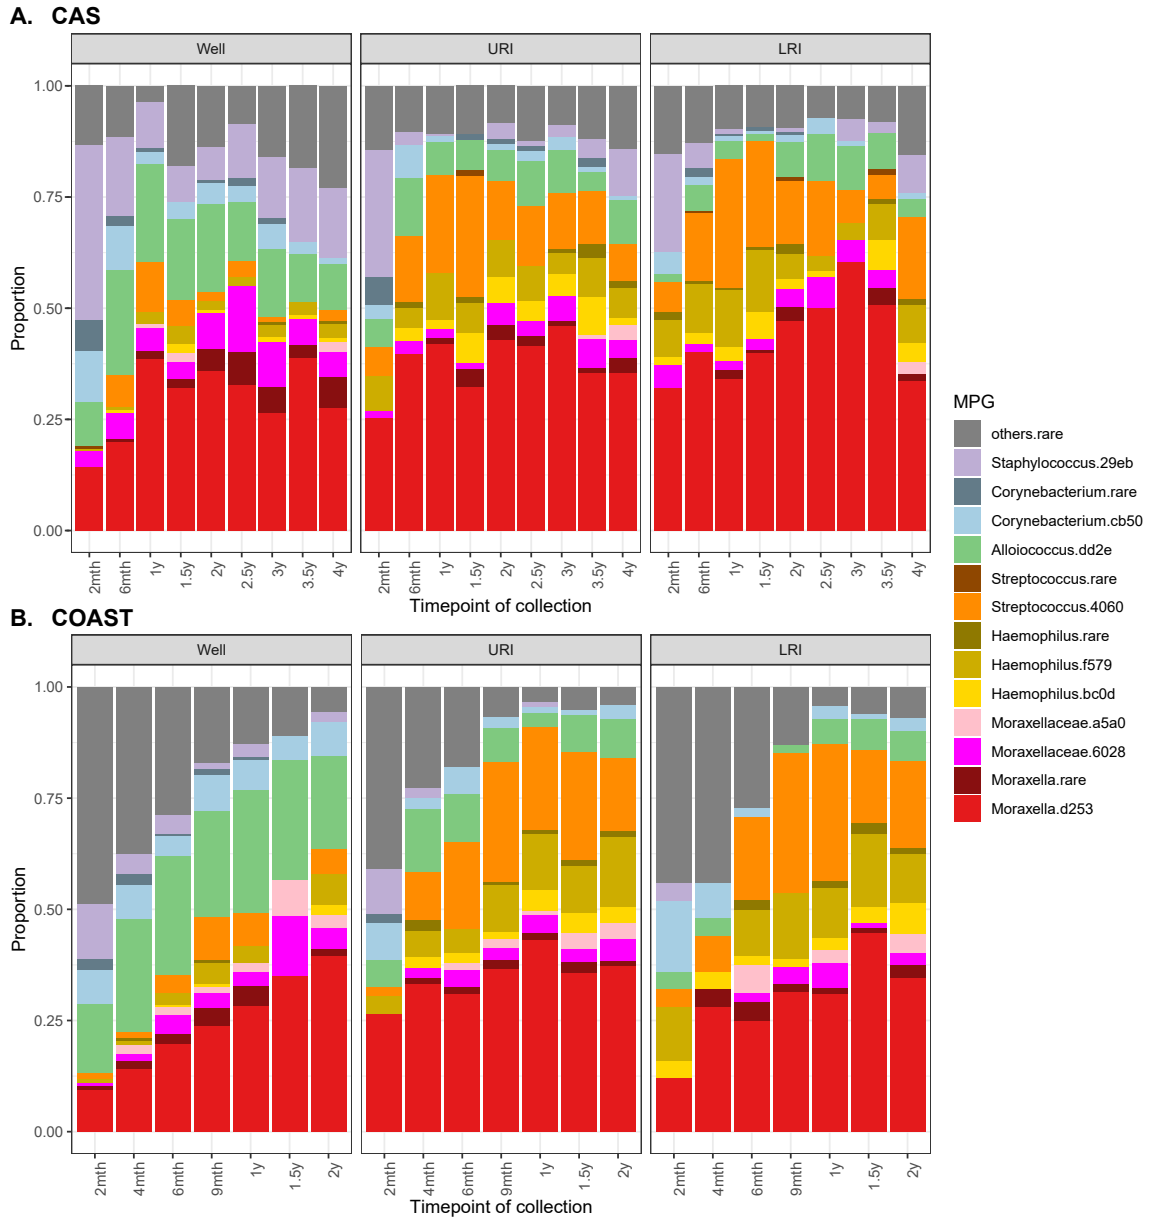 A. CAS
Well URI LRI
Proportion
1.00
0.75
0.50
0.25
0.00
2mth 6mth 1y 1.5y 2y 2.5y 3y 3.5y 4y
2mth 6mth 1y 1.5y 2y 2.5y 3y 3.5y 4y
2mth 6mth 1y 1.5y 2y 2.5y 3y 3.5y 4y
Timepoint of collection
B. COAST
Well URI LRI
Proportion
1.00
0.75
0.50
0.25
0.00
2mth 4mth 6mth 9mth 1y 1.5y 2y
2mth 4mth 6mth 9mth 1y 1.5y 2y
2mth 4mth 6mth 9mth 1y 1.5y 2y
Timepoint of collection
MPG
others.rare
Staphylococcus.29eb
Corynebacterium.rare
Corynebacterium.cb50
Alloiococcus.dd2e
Streptococcus.rare
Streptococcus.4060
Haemophilus.rare
Haemophilus.f579
Haemophilus.bc0d
Moraxellaceae.a5a0
Moraxellaceae.6028
Moraxella.rare
Moraxella.d253